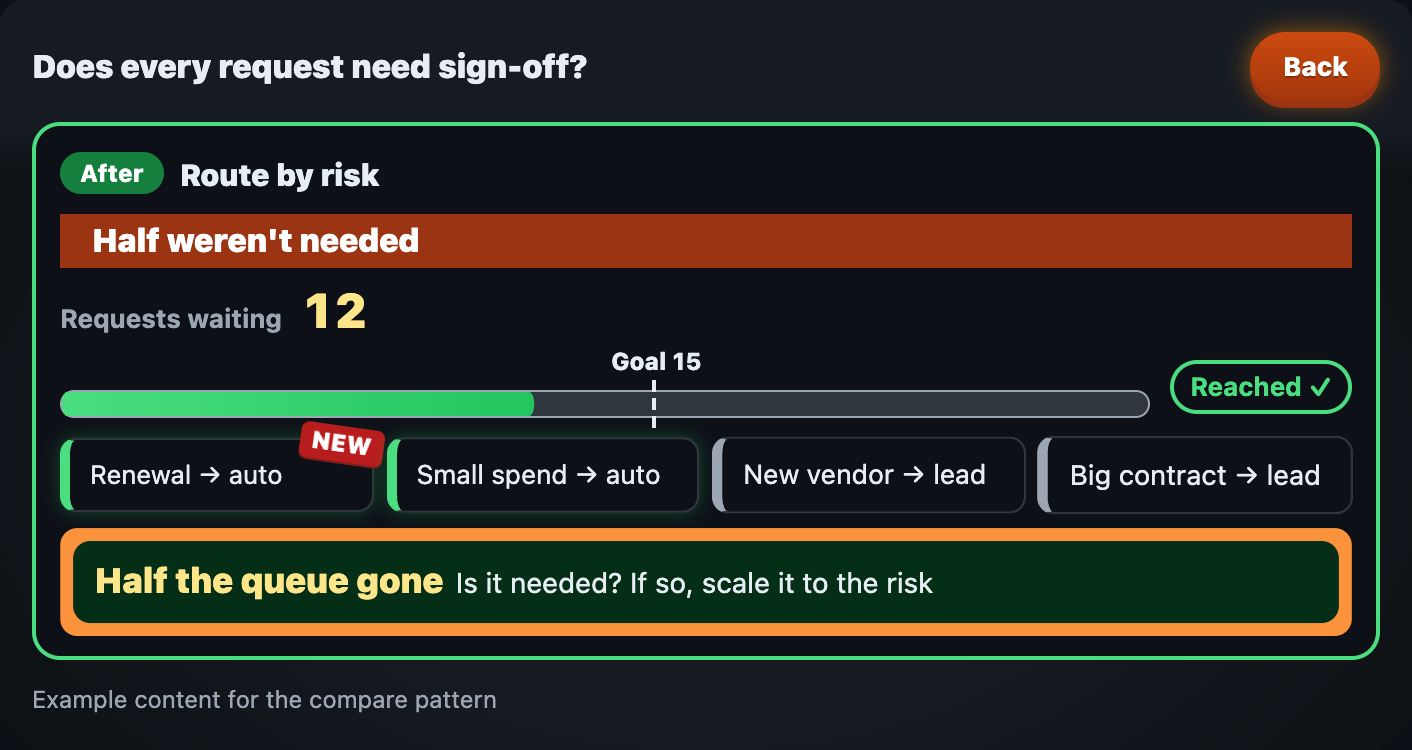 Does every request need sign-off?
Back
After
Route by risk
Half weren't needed
Requests waiting 12
Goal 15
Reached ✓
NEW
Renewal → auto
Small spend → auto
New vendor → lead
Big contract → lead
Half the queue gone Is it needed? If so, scale it to the risk
Example content for the compare pattern